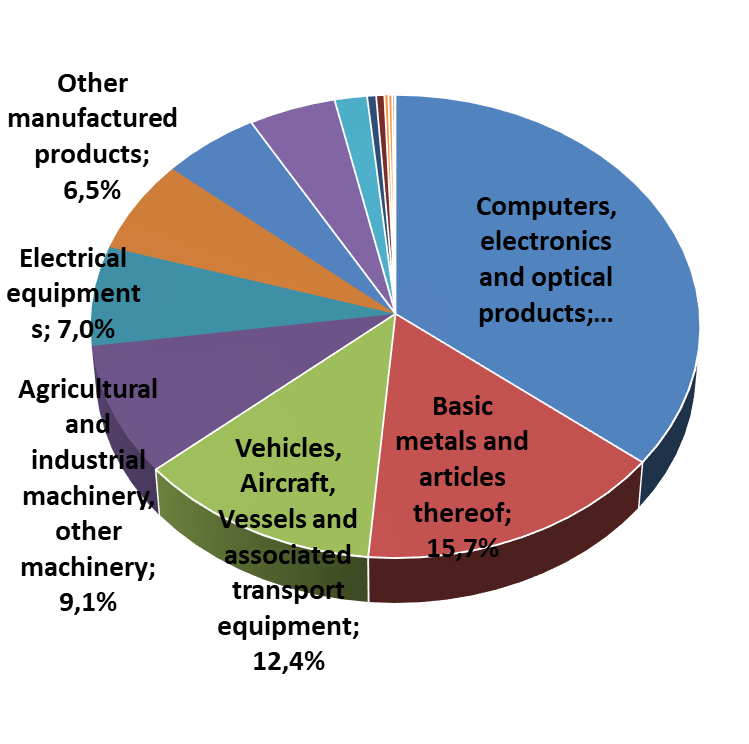 Other
manufactured
products;
6,5%
Computers,
electronics
and optical
products;...
Electrical
equipment
s; 7,0%
Agricultural
and
industrial
machinery,
other
machinery;
9,1%
Vehicles,
Aircraft,
Vessels and
associated
transport
equipment;
12,4%
Basic
metals and
articles
thereof;
15,7%